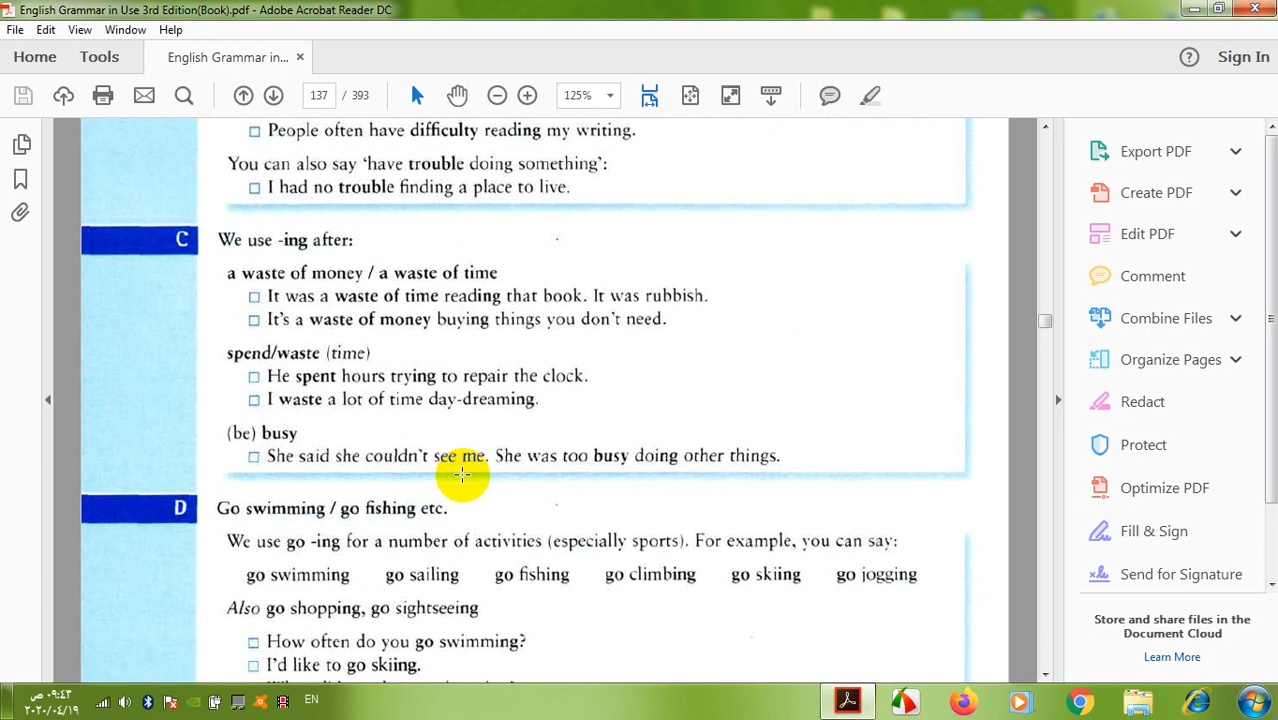 English Grammar in Use 3rd Edition(Book).pdf - Adobe Acrobat Reader DC
File Edit View Window Help
Home Tools English Grammar in... × Sign In
137 / 393 125%
People often have difficulty reading my writing.
You can also say ‘have trouble doing something’:
I had no trouble finding a place to live.
C We use -ing after:
a waste of money / a waste of time
It was a waste of time reading that book. It was rubbish.
It’s a waste of money buying things you don’t need.
spend/waste (time)
He spent hours trying to repair the clock.
I waste a lot of time day-dreaming.
(be) busy
She said she couldn’t see me. She was too busy doing other things.
D Go swimming / go fishing etc.
We use go -ing for a number of activities (especially sports). For example, you can say:
go swimming go sailing go fishing go climbing go skiing go jogging
Also go shopping, go sightseeing
How often do you go swimming?
I’d like to go skiing.
Export PDF
Create PDF
Edit PDF
Comment
Combine Files
Organize Pages
Redact
Protect
Optimize PDF
Fill & Sign
Send for Signature
Store and share files in the
Document Cloud
Learn More
EN
٠٩:٤٣ ص
٢٠٢٠/٠٤/١٩